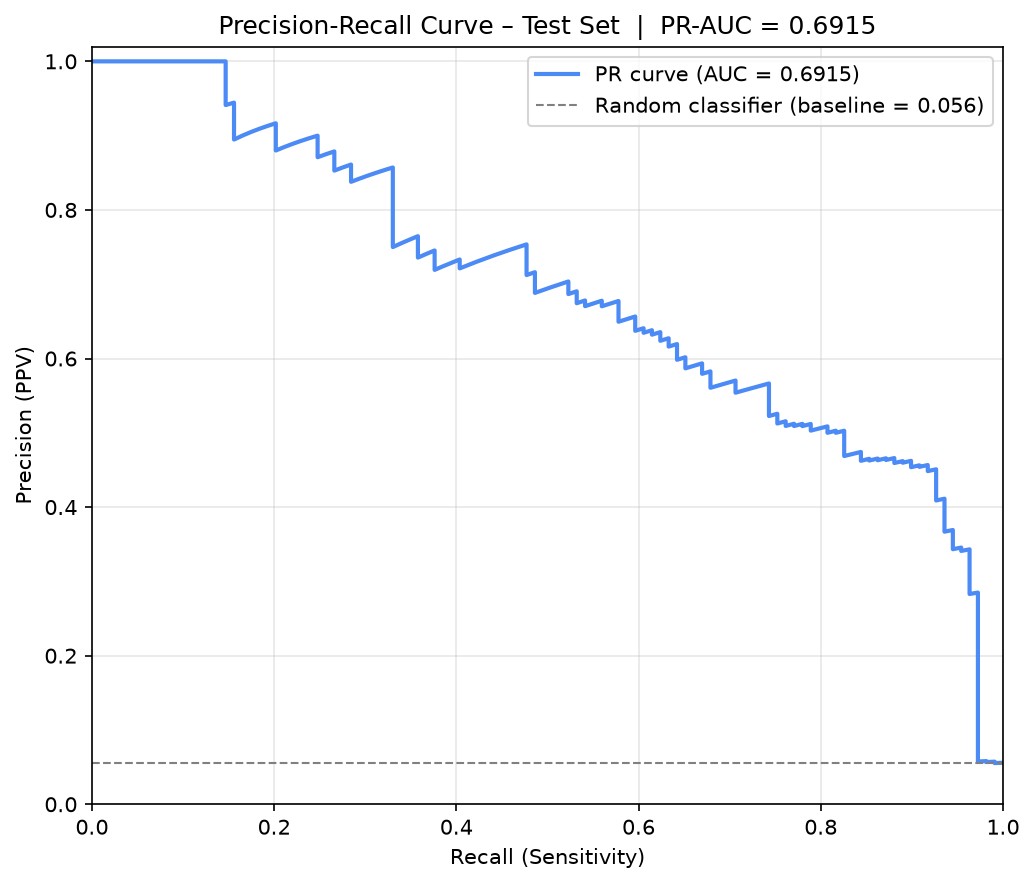 Precision-Recall Curve – Test Set | PR-AUC = 0.6915
PR curve (AUC = 0.6915)
Random classifier (baseline = 0.056)
Precision (PPV)
1.0
0.8
0.6
0.4
0.2
0.0
0.0 0.2 0.4 0.6 0.8 1.0
Recall (Sensitivity)